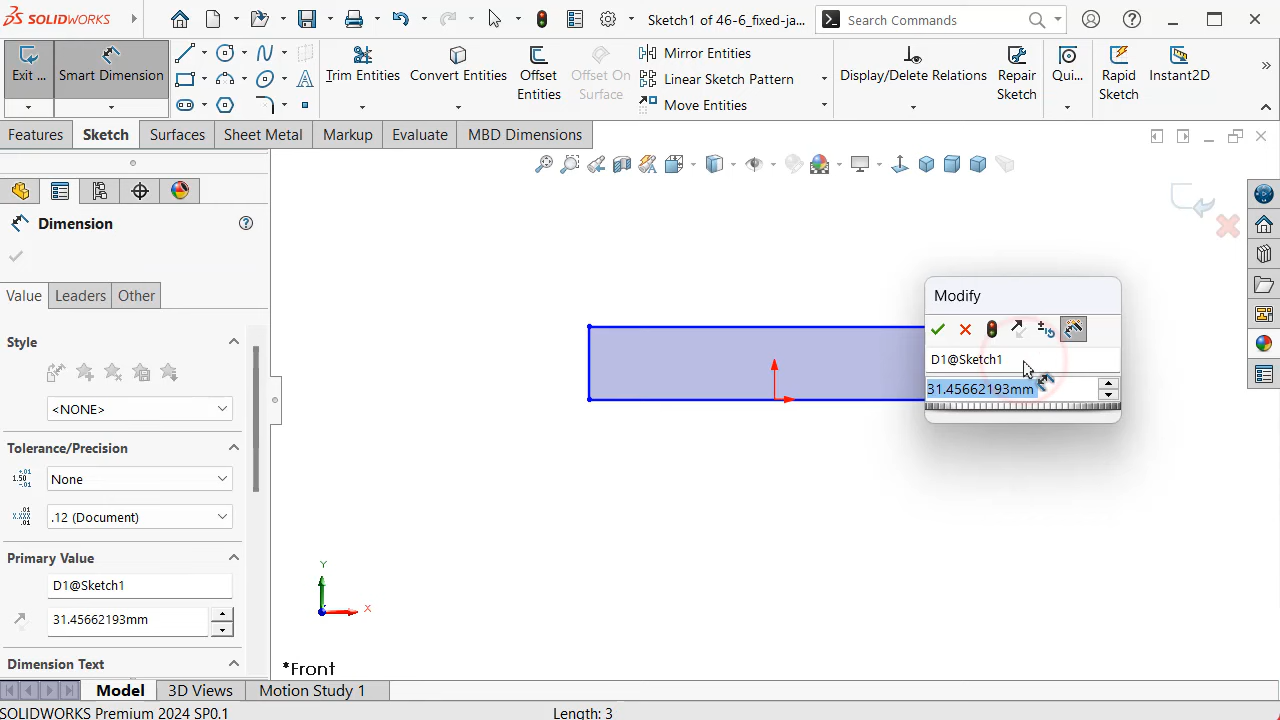 SOLIDWORKS
Sketch1 of 46-6_fixed-ja...
Search Commands
Exit ...
Smart Dimension
Trim Entities
Convert Entities
Offset Entities
Offset On Surface
Mirror Entities
Linear Sketch Pattern
Move Entities
Display/Delete Relations
Repair Sketch
Qui...
Rapid Sketch
Instant2D
Features
Sketch
Surfaces
Sheet Metal
Markup
Evaluate
MBD Dimensions
Dimension
Value
Leaders
Other
Style
<NONE>
Tolerance/Precision
1.50 +.01 -.01
None
.12 (Document)
Primary Value
D1@Sketch1
31.45662193mm
Dimension Text
Modify
D1@Sketch1
31.45662193mm
Y
X
*Front
Model
3D Views
Motion Study 1
SOLIDWORKS Premium 2024 SP0.1
Length: 3